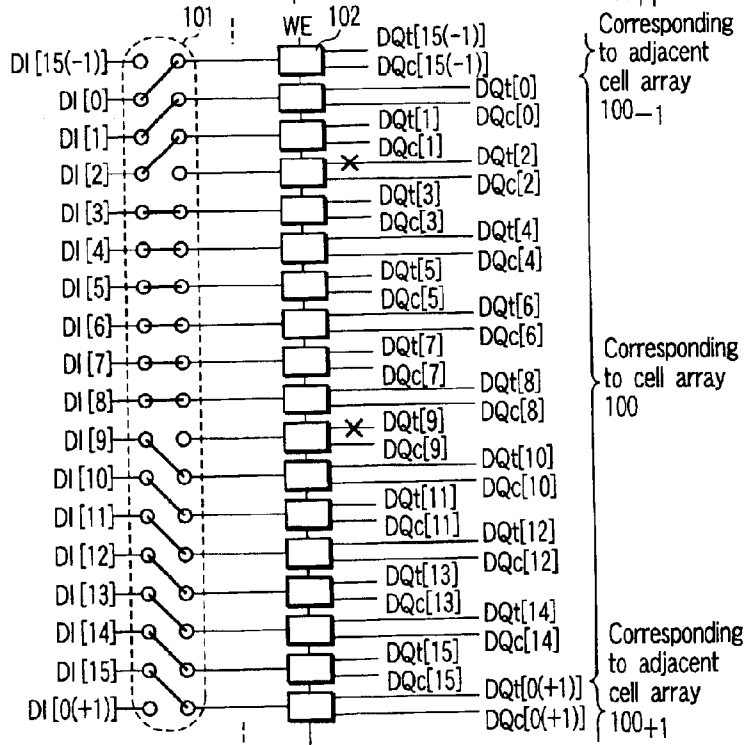 101
WE
102
DI [15(-1)]
DI [0]
DI [1]
DI [2]
DI [3]
DI [4]
DI [5]
DI [6]
DI [7]
DI [8]
DI [9]
DI [10]
DI [11]
DI [12]
DI [13]
DI [14]
DI [15]
DI [0(+1)]
DQt[15(-1)]
DQc[15(-1)]
DQt[0]
DQc[0]
DQt[1]
DQc[1]
DQt[2]
DQc[2]
DQt[3]
DQc[3]
DQt[4]
DQc[4]
DQt[5]
DQc[5]
DQt[6]
DQc[6]
DQt[7]
DQc[7]
DQt[8]
DQc[8]
DQt[9]
DQc[9]
DQt[10]
DQc[10]
DQt[11]
DQc[11]
DQt[12]
DQc[12]
DQt[13]
DQc[13]
DQt[14]
DQc[14]
DQt[15]
DQc[15]
DQt[0(+1)]
DQc[0(+1)]
Corresponding
to adjacent
cell array
100-1
Corresponding
to cell array
100
Corresponding
to adjacent
cell array
100+1